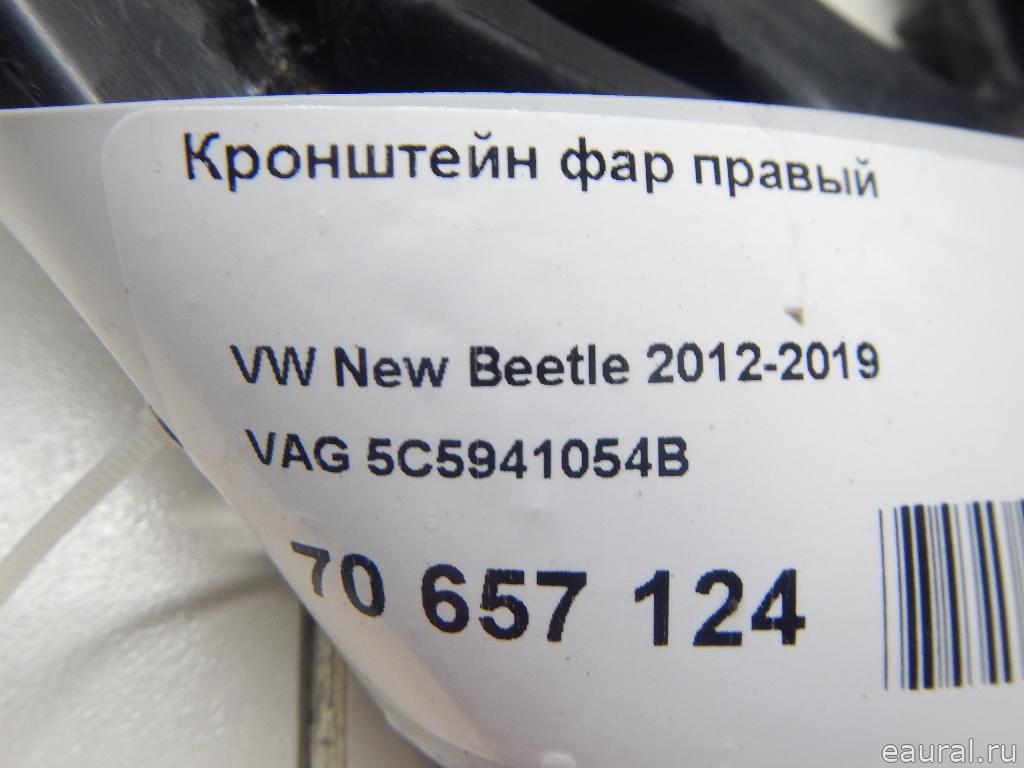 Кронштейн фар правый
VW New Beetle 2012-2019
VAG 5C5941054B
70 657 124
eaural.ru